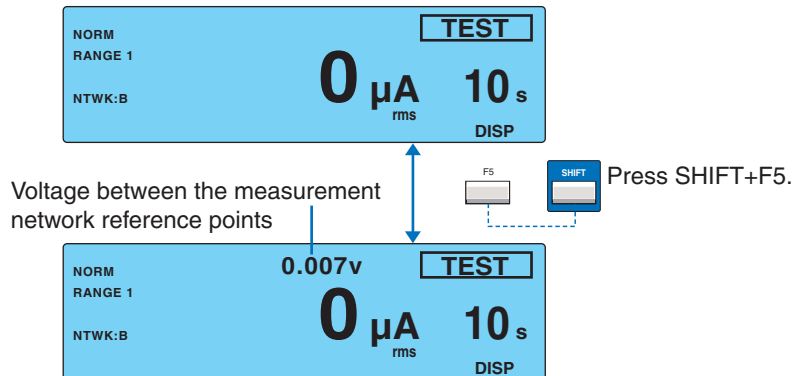 NORM
TEST
RANGE 1
0 µA rms
10 s
NTWK:B
DISP
F5
SHIFT
Press SHIFT+F5.
Voltage between the measurement
network reference points
NORM
0.007v
TEST
RANGE 1
0 µA rms
10 s
NTWK:B
DISP